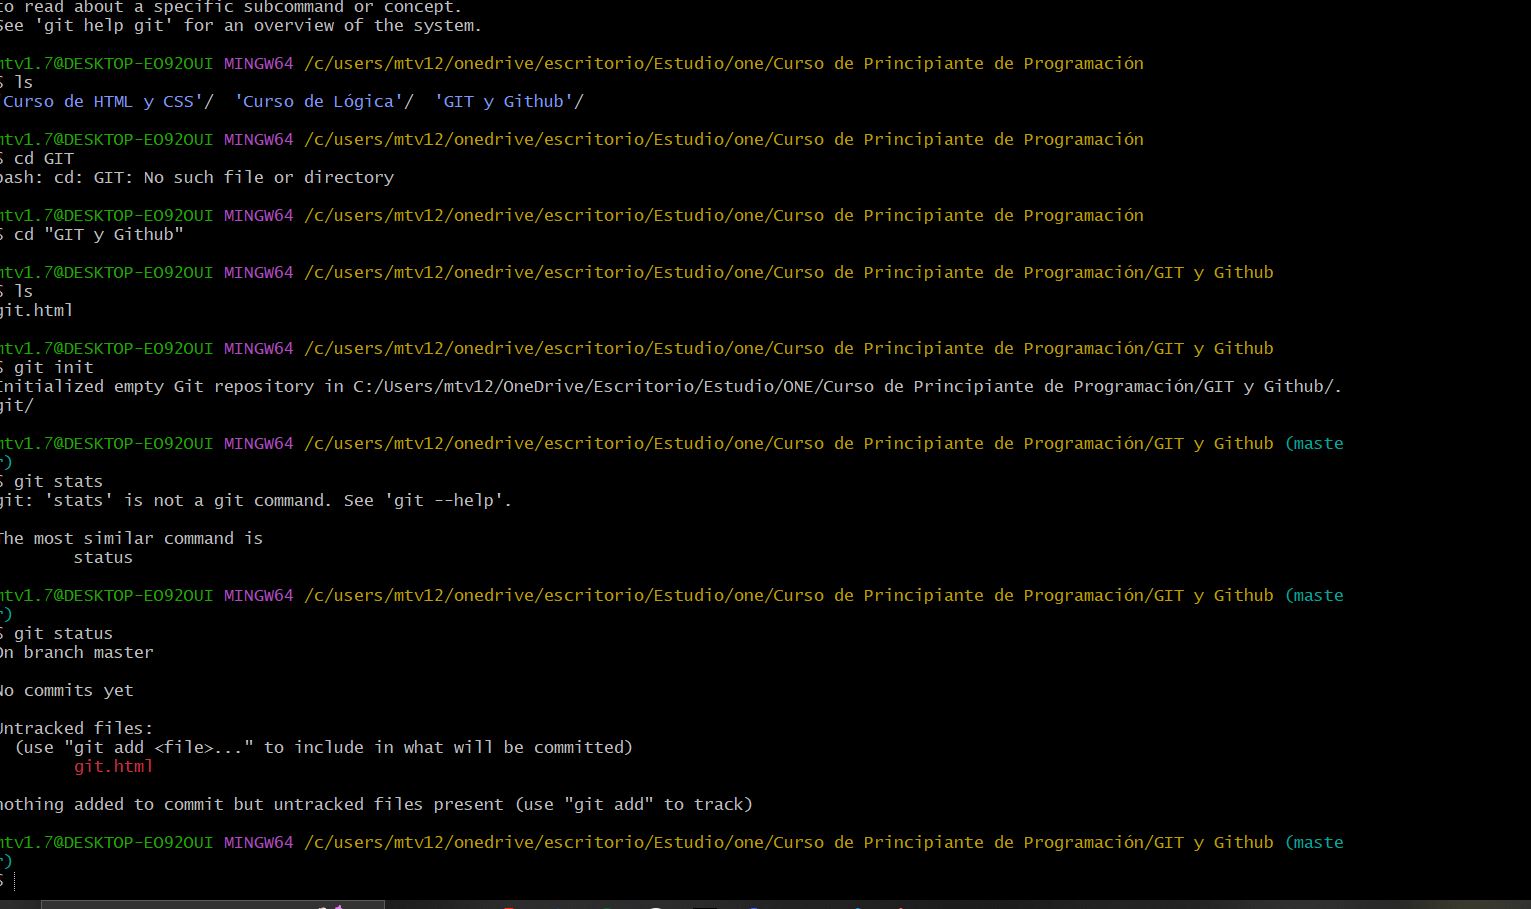 to read about a specific subcommand or concept.
See 'git help git' for an overview of the system.
mtv1.7@DESKTOP-EO92OUI MINGW64 /c/users/mtv12/onedrive/escritorio/Estudio/one/Curso de Principiante de Programación
$ ls
'Curso de HTML y CSS'/  'Curso de Lógica'/  'GIT y Github'/
mtv1.7@DESKTOP-EO92OUI MINGW64 /c/users/mtv12/onedrive/escritorio/Estudio/one/Curso de Principiante de Programación
$ cd GIT
bash: cd: GIT: No such file or directory
mtv1.7@DESKTOP-EO92OUI MINGW64 /c/users/mtv12/onedrive/escritorio/Estudio/one/Curso de Principiante de Programación
$ cd "GIT y Github"
mtv1.7@DESKTOP-EO92OUI MINGW64 /c/users/mtv12/onedrive/escritorio/Estudio/one/Curso de Principiante de Programación/GIT y Github
$ ls
git.html
mtv1.7@DESKTOP-EO92OUI MINGW64 /c/users/mtv12/onedrive/escritorio/Estudio/one/Curso de Principiante de Programación/GIT y Github
$ git init
Initialized empty Git repository in C:/Users/mtv12/OneDrive/Escritorio/Estudio/ONE/Curso de Principiante de Programación/GIT y Github/.
git/
mtv1.7@DESKTOP-EO92OUI MINGW64 /c/users/mtv12/onedrive/escritorio/Estudio/one/Curso de Principiante de Programación/GIT y Github (maste
r)
$ git stats
git: 'stats' is not a git command. See 'git --help'.
The most similar command is
        status
mtv1.7@DESKTOP-EO92OUI MINGW64 /c/users/mtv12/onedrive/escritorio/Estudio/one/Curso de Principiante de Programación/GIT y Github (maste
r)
$ git status
On branch master
No commits yet
Untracked files:
  (use "git add <file>..." to include in what will be committed)
        git.html
nothing added to commit but untracked files present (use "git add" to track)
mtv1.7@DESKTOP-EO92OUI MINGW64 /c/users/mtv12/onedrive/escritorio/Estudio/one/Curso de Principiante de Programación/GIT y Github (maste
r)
$